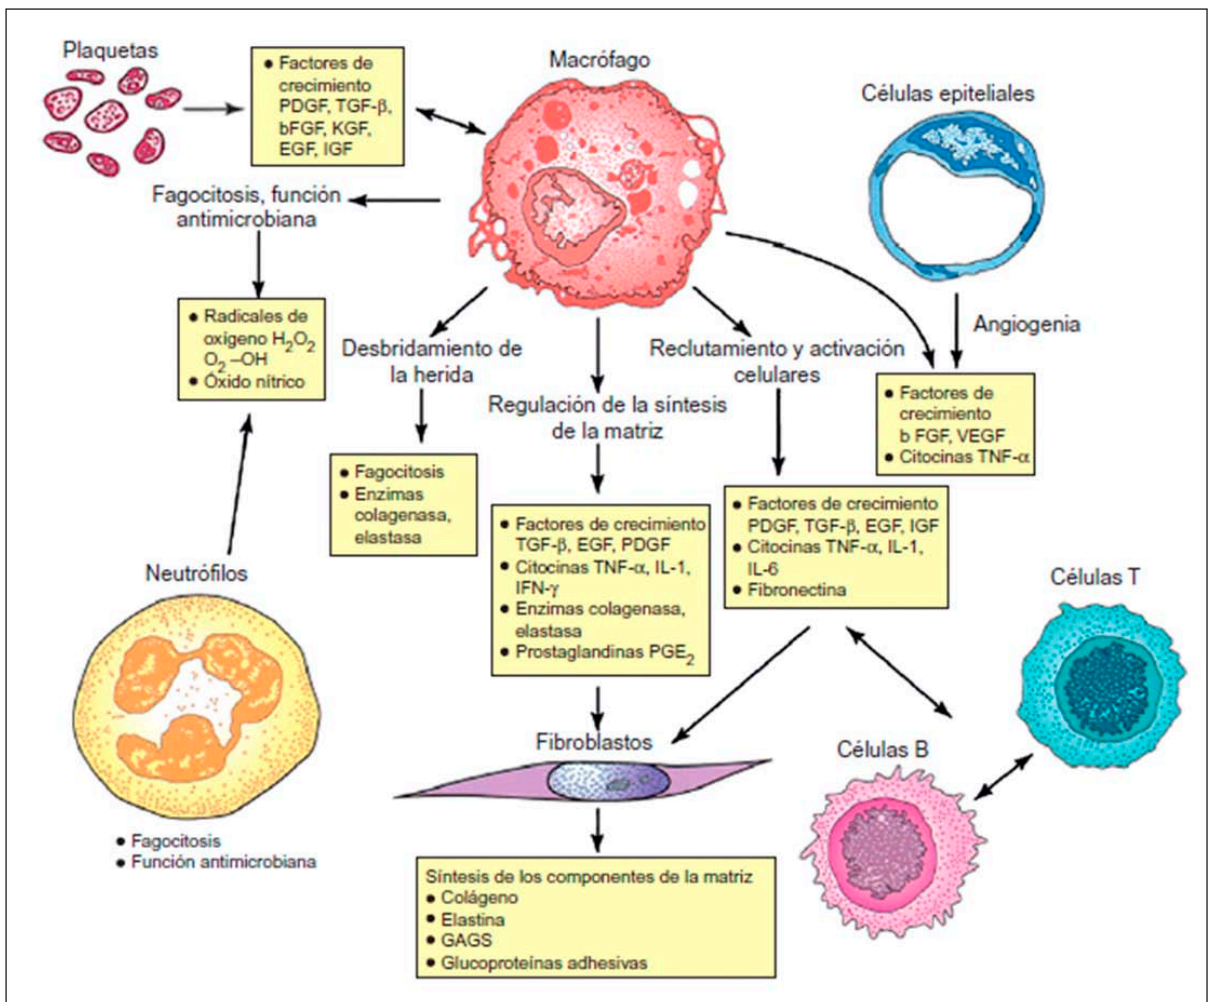 Plaquetas
● Factores de
crecimiento
PDGF, TGF-β,
bFGF, KGF,
EGF, IGF
Macrófago
Células epiteliales
Fagocitosis, función
antimicrobiana
● Radicales de
oxígeno H₂O₂
O₂ –OH
● Óxido nítrico
Desbridamiento de
la herida
● Fagocitosis
● Enzimas
colagenasa,
elastasa
Regulación de la síntesis
de la matriz
● Factores de crecimiento
TGF-β, EGF, PDGF
● Citocinas TNF-α, IL-1,
IFN-γ
● Enzimas colagenasa,
elastasa
● Prostaglandinas PGE₂
Reclutamiento y activación
celulares
● Factores de crecimiento
PDGF, TGF-β, EGF, IGF
● Citocinas TNF-α, IL-1,
IL-6
● Fibronectina
Angiogenia
● Factores de
crecimiento
b FGF, VEGF
● Citocinas TNF-α
Neutrófilos
● Fagocitosis
● Función antimicrobiana
Fibroblastos
Células T
Células B
Síntesis de los componentes de la matriz
● Colágeno
● Elastina
● GAGS
● Glucoproteínas adhesivas